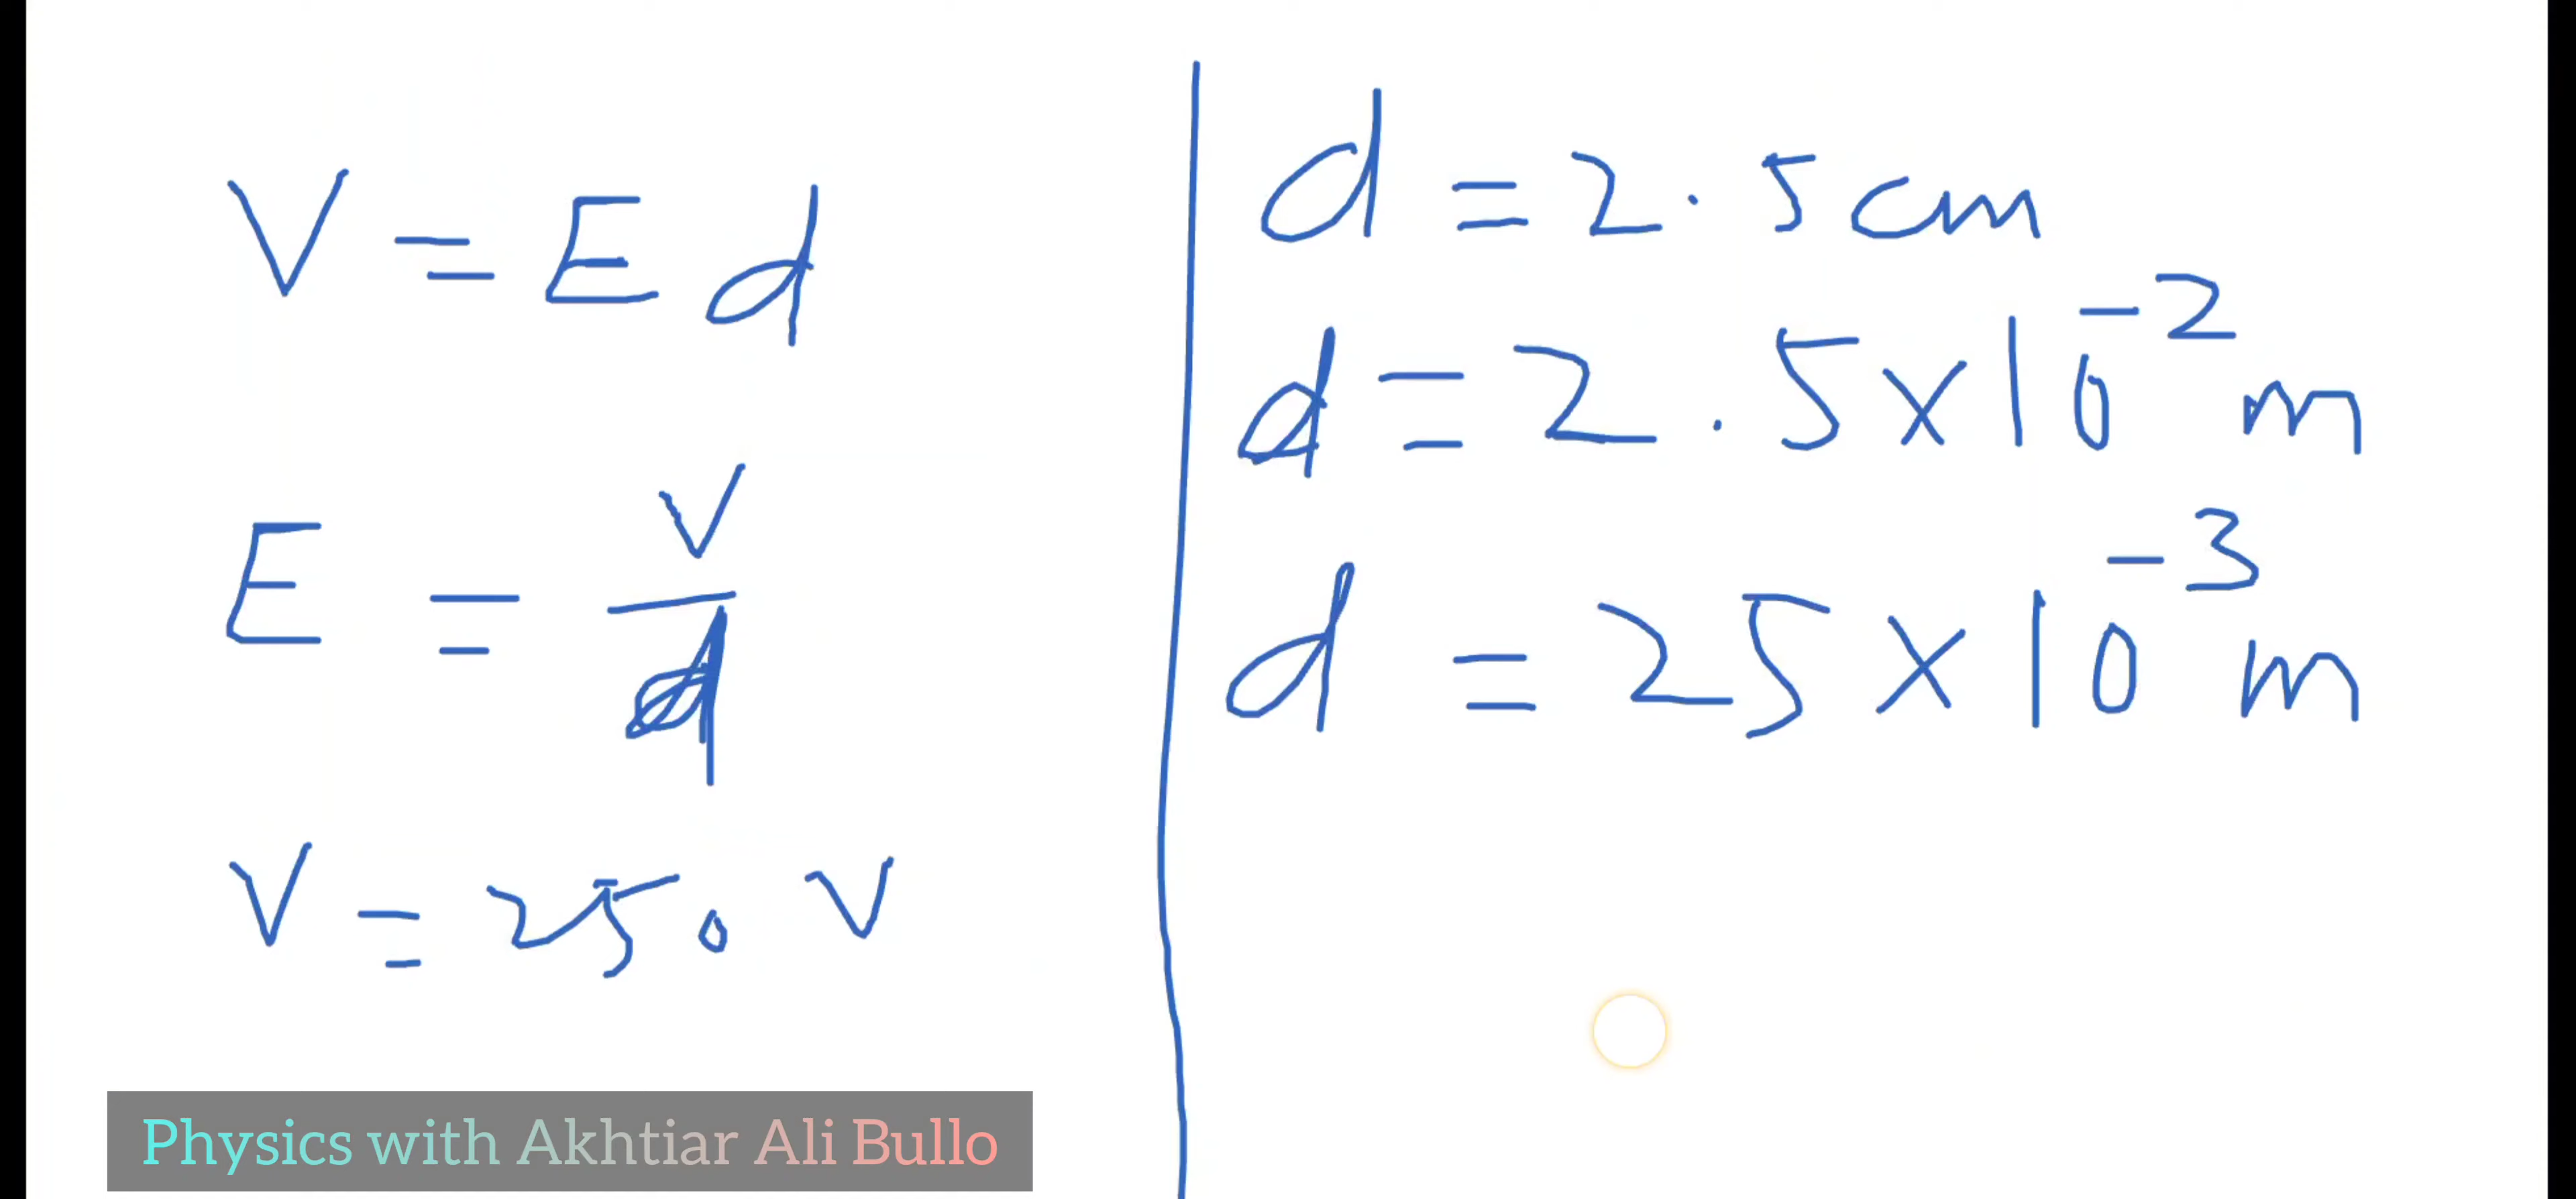 V = Ed
E = V/d
V = 250 V
d = 2.5 cm
d = 2.5 x 10^-2 m
d = 25 x 10^-3 m
Physics with Akhtiar Ali Bullo